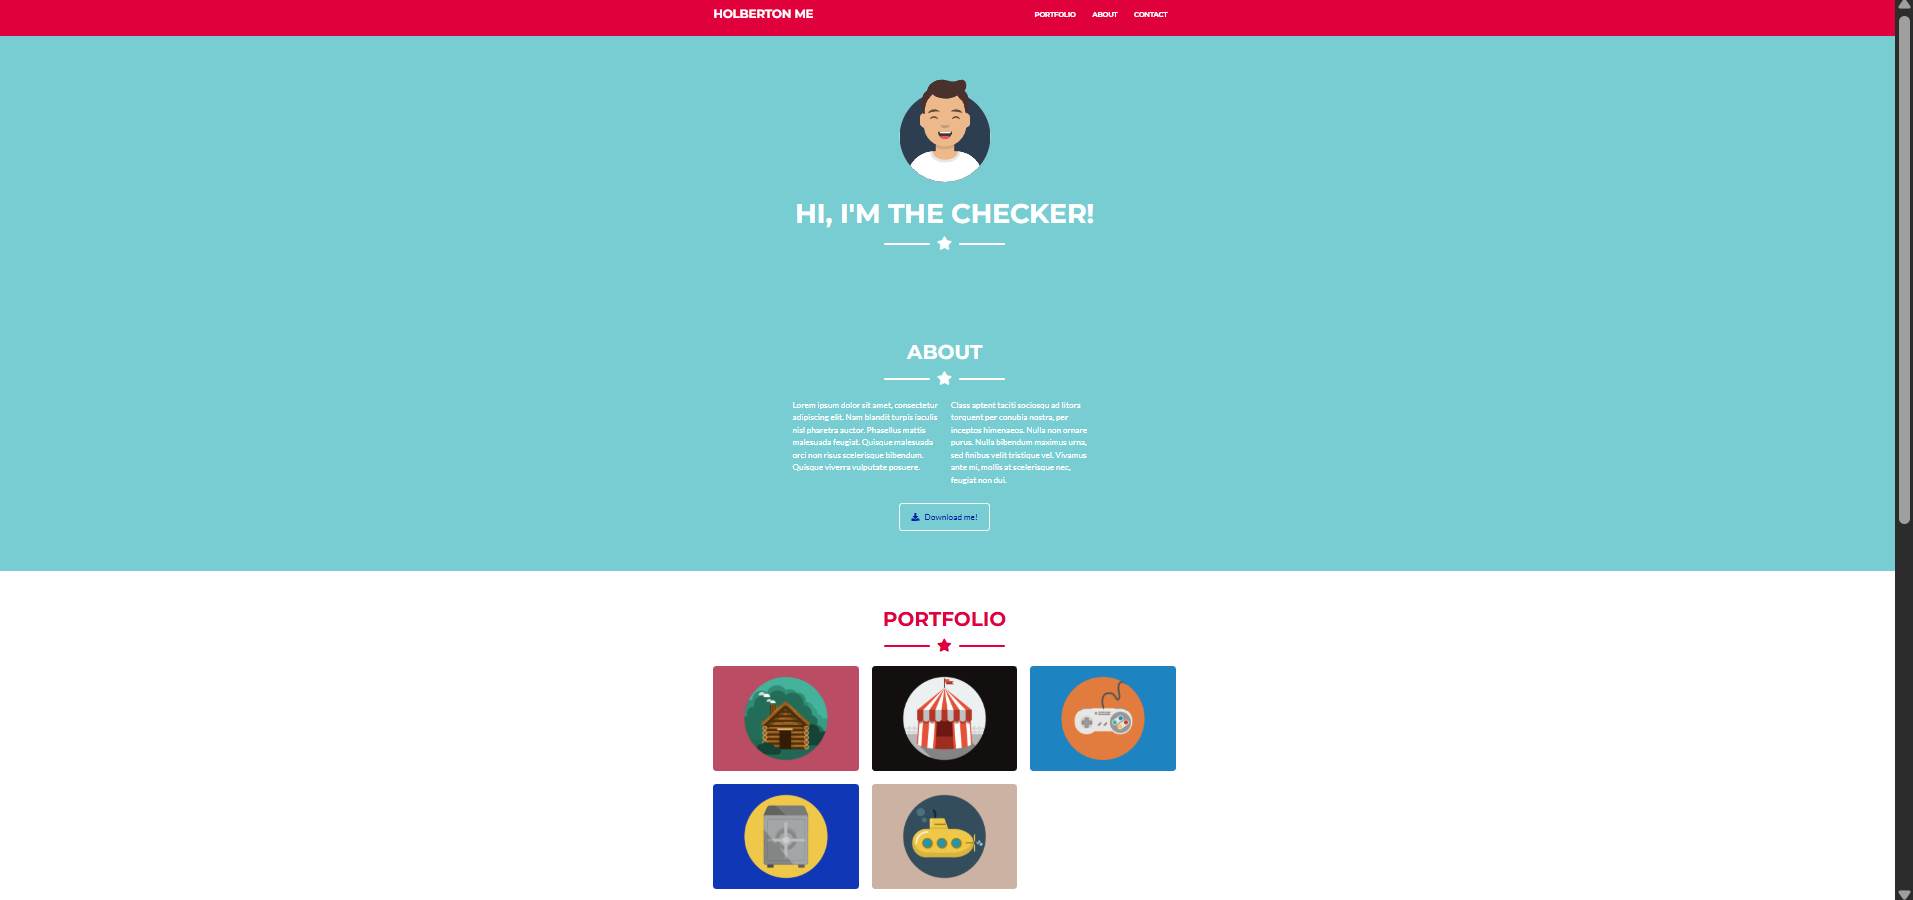 HOLBERTON ME
PORTFOLIO ABOUT CONTACT
HI, I'M THE CHECKER!
ABOUT
Lorem ipsum dolor sit amet, consectetur
adipiscing elit. Nam blandit turpis iaculis
nisl pharetra auctor. Phasellus mattis
malesuada feugiat. Quisque malesuada
orci non risus scelerisque bibendum.
Quisque viverra vulputate posuere.
Class aptent taciti sociosqu ad litora
torquent per conubia nostra, per
inceptos himenaeos. Nulla non ornare
purus. Nulla bibendum maximus urna,
sed finibus velit tristique vel. Vivamus
ante mi, mollis at scelerisque nec,
feugiat non dui.
Download me!
PORTFOLIO